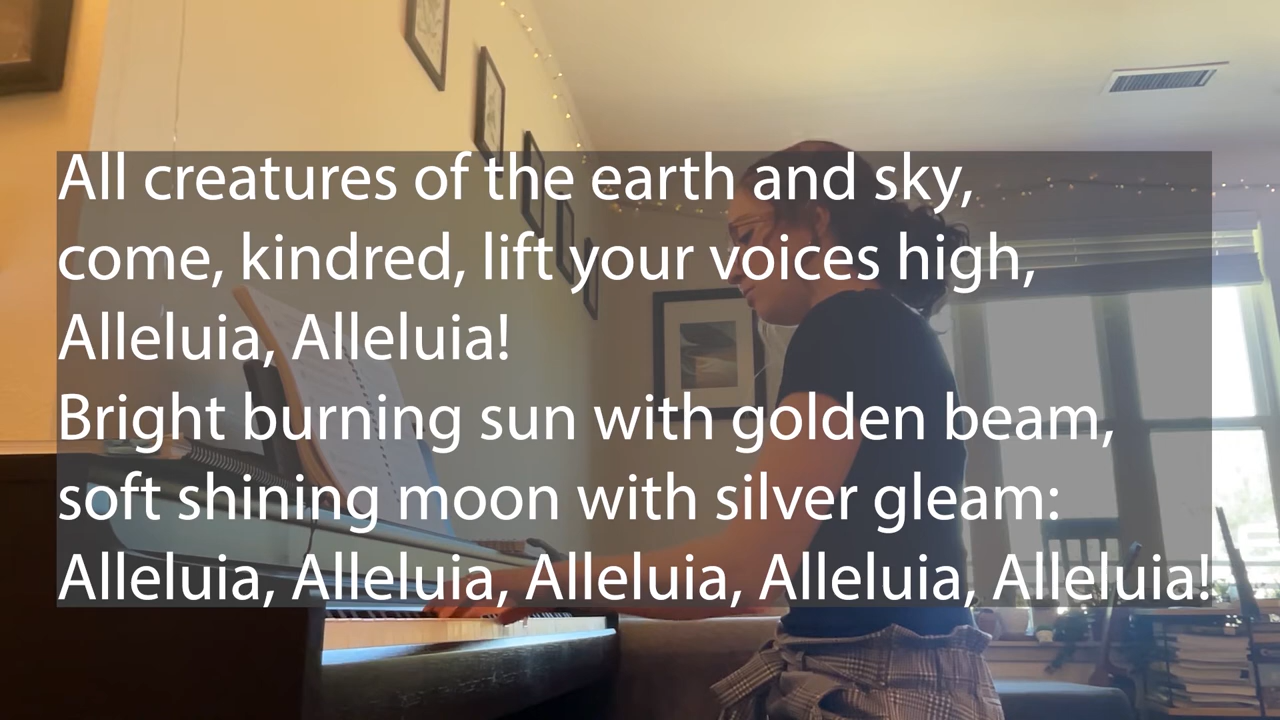 All creatures of the earth and sky,
come, kindred, lift your voices high,
Alleluia, Alleluia!
Bright burning sun with golden beam,
soft shining moon with silver gleam:
Alleluia, Alleluia, Alleluia, Alleluia, Alleluia!